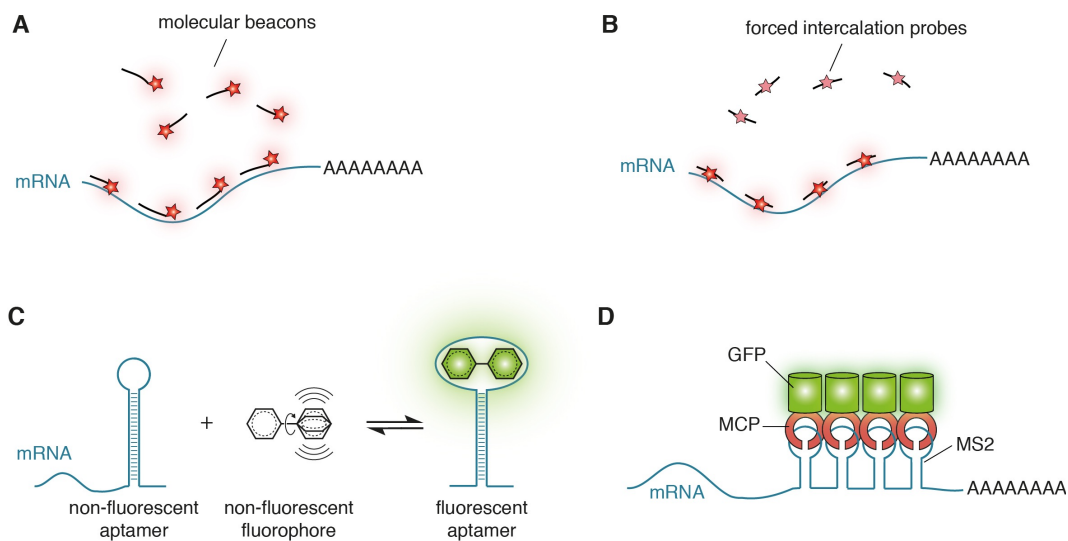 A
molecular beacons
mRNA
AAAAAAAA
B
forced intercalation probes
mRNA
AAAAAAAA
C
mRNA
+
non-fluorescent
aptamer
non-fluorescent
fluorophore
fluorescent
aptamer
D
GFP
MCP
MS2
mRNA
AAAAAAAA